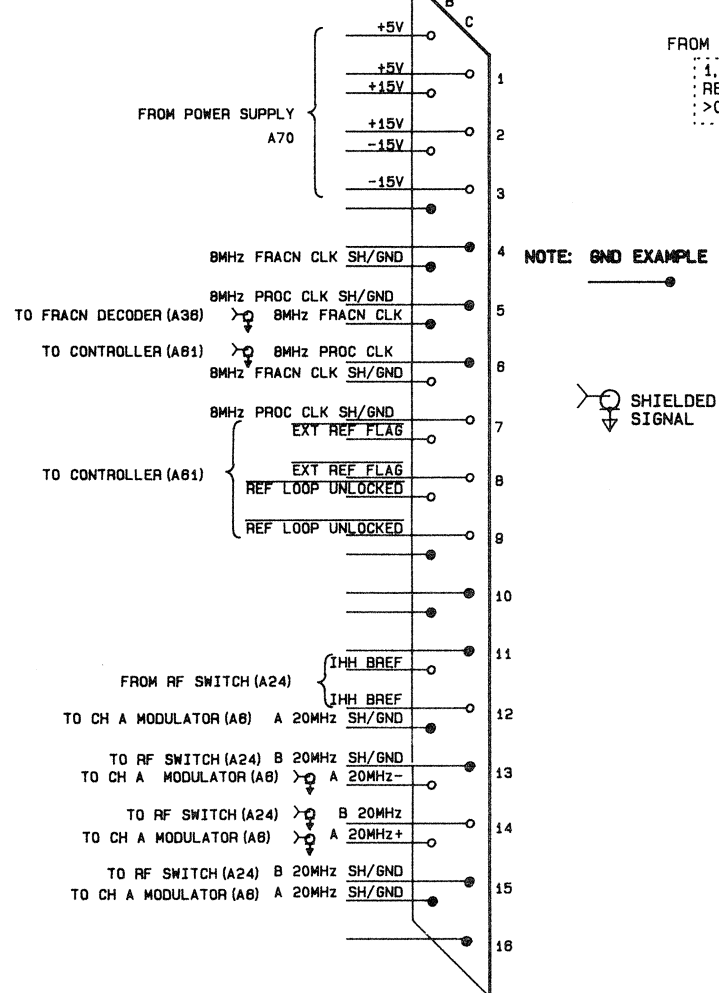 B
C
+5V
+5V
1
+15V
FROM POWER SUPPLY
A70
+15V
2
-15V
-15V
3
4
8MHz FRACN CLK SH/GND
8MHz PROC CLK SH/GND
5
TO FRACN DECODER (A38) 8MHz FRACN CLK
TO CONTROLLER (A61) 8MHz PROC CLK
6
8MHz FRACN CLK SH/GND
8MHz PROC CLK SH/GND
7
EXT REF FLAG
TO CONTROLLER (A61)
EXT REF FLAG
8
REF LOOP UNLOCKED
REF LOOP UNLOCKED
9
10
11
IHH BREF
FROM RF SWITCH (A24)
IHH BREF
12
TO CH A MODULATOR (A6) A 20MHz SH/GND
TO RF SWITCH (A24) B 20MHz SH/GND
13
TO CH A MODULATOR (A6) A 20MHz-
TO RF SWITCH (A24) B 20MHz
14
TO CH A MODULATOR (A6) A 20MHz+
TO RF SWITCH (A24) B 20MHz SH/GND
15
TO CH A MODULATOR (A6) A 20MHz SH/GND
16
FROM
1.
NOTE: GND EXAMPLE
SHIELDED
SIGNAL